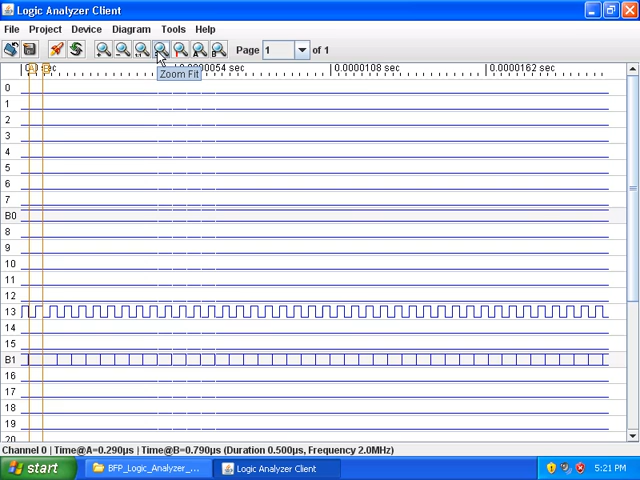 Logic Analyzer Client
File Project Device Diagram Tools Help
Page 1 of 1
0.0000108 sec 0.0000162 sec
Zoom Fit
0
1
2
3
4
5
6
7
B0
8
9
10
11
12
13
14
15
B1
16
17
18
19
20
Channel 0 | Time@A=0.290µs | Time@B=0.790µs (Duration 0.500µs, Frequency 2.0MHz)
start BFP_Logic_Analyzer_... Logic Analyzer Client 5:21 PM